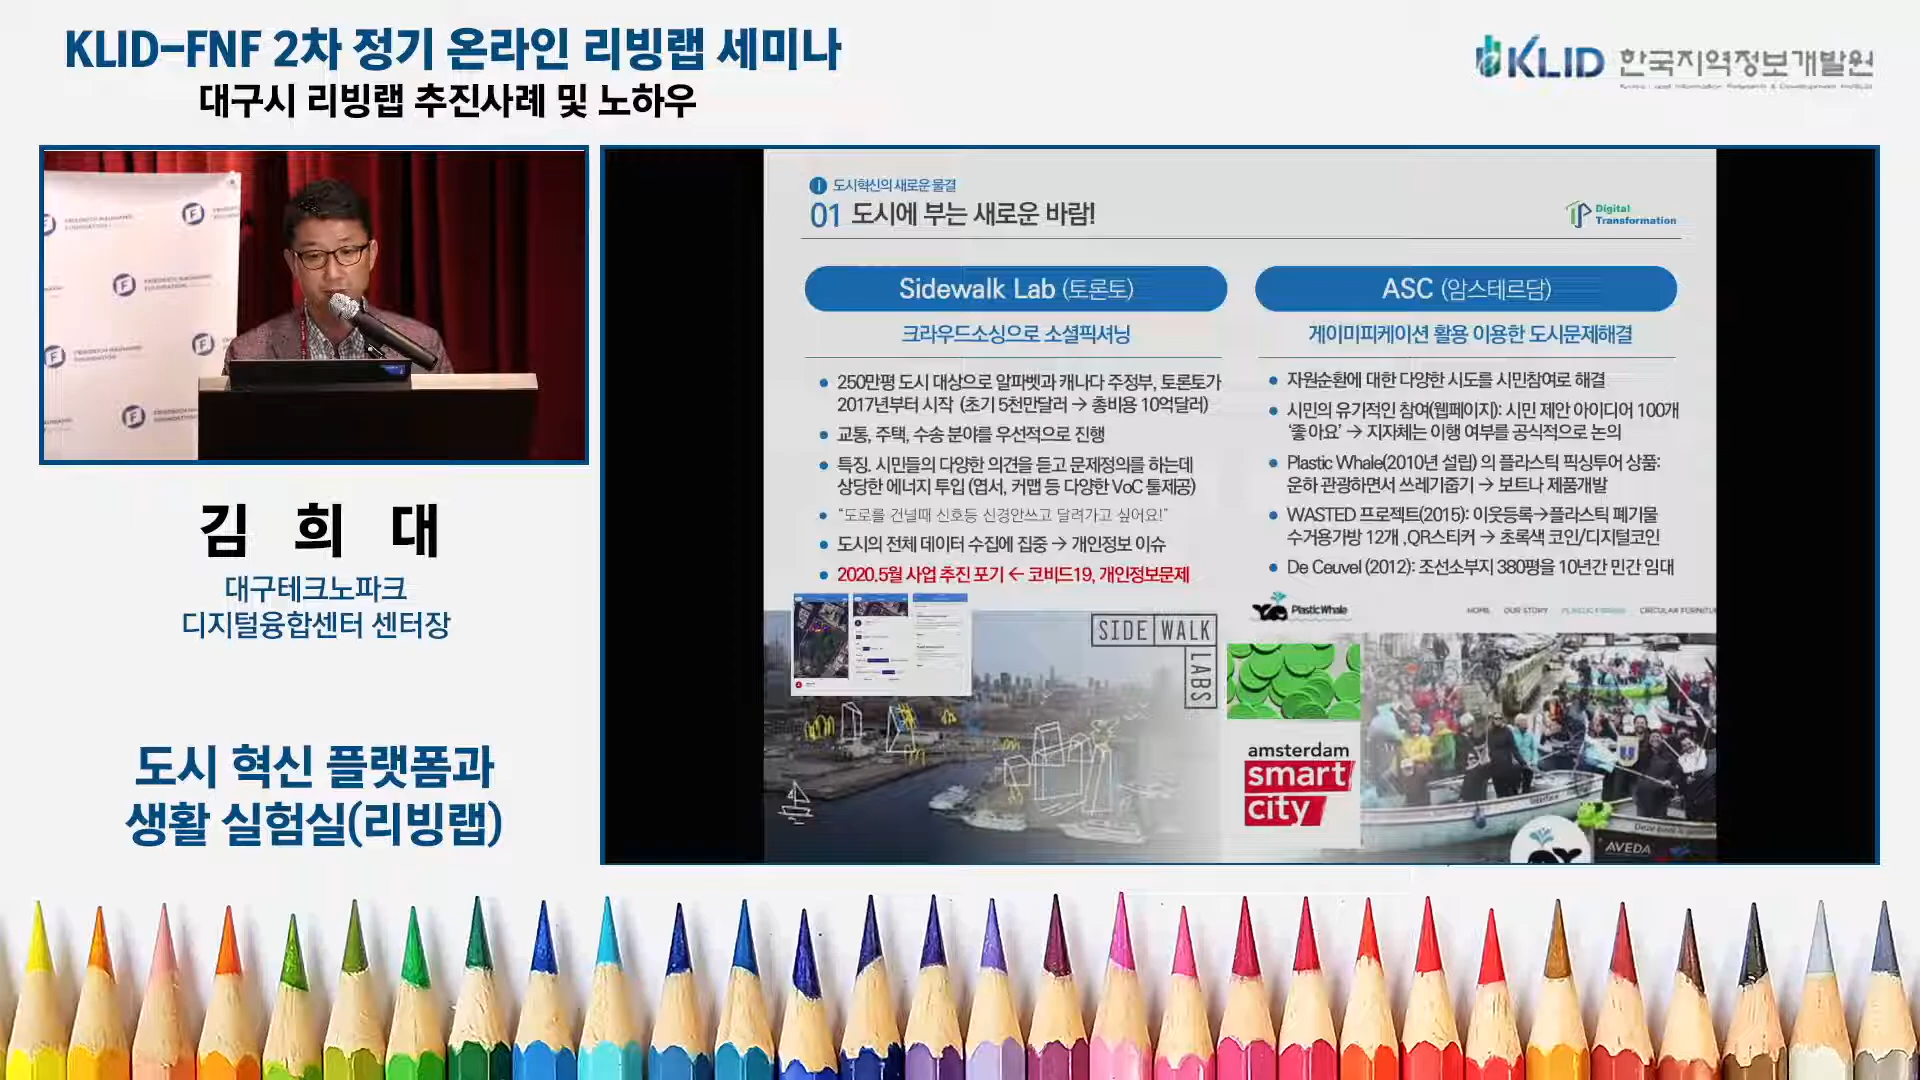 KLID-FNF 2차 정기 온라인 리빙랩 세미나
대구시 리빙랩 추진사례 및 노하우
KLID 한국지역정보개발원
김 희 대
대구테크노파크
디지털융합센터 센터장
도시 혁신 플랫폼과
생활 실험실(리빙랩)
I 도시혁신의 새로운 물결
01 도시에 부는 새로운 바람!
Digital
Transformation
Sidewalk Lab (토론토)
크라우드소싱으로 소셜픽셔닝
250만평 도시 대상으로 알파벳과 캐나다 주정부, 토론토가
2017년부터 시작 (초기 5천만달러 → 총비용 10억달러)
교통, 주택, 수송 분야를 우선적으로 진행
특징. 시민들의 다양한 의견을 듣고 문제정의를 하는데
상당한 에너지 투입 (엽서, 커맵 등 다양한 VoC 툴제공)
“도로를 건널때 신호등 신경안쓰고 달려가고 싶어요!”
도시의 전체 데이터 수집에 집중 → 개인정보 이슈
2020.5월 사업 추진 포기 ← 코비드19, 개인정보문제
SIDE WALK
LABS
ASC (암스테르담)
게이미피케이션 활용 이용한 도시문제해결
자원순환에 대한 다양한 시도를 시민참여로 해결
시민의 유기적인 참여(웹페이지): 시민 제안 아이디어 100개
‘좋아요’ → 지자체는 이행 여부를 공식적으로 논의
Plastic Whale(2010년 설립) 의 플라스틱 픽싱투어 상품:
운하 관광하면서 쓰레기줍기 → 보트나 제품개발
WASTED 프로젝트(2015): 이웃등록→플라스틱 폐기물
수거용가방 12개 ,QR스티커 → 초록색 코인/디지털코인
De Ceuvel (2012): 조선소부지 380평을 10년간 민간 임대
Plastic Whale
HOME OUR STORY PLASTIC FISHING CIRCULAR FURNITU
amsterdam
smart
city
AVEDA